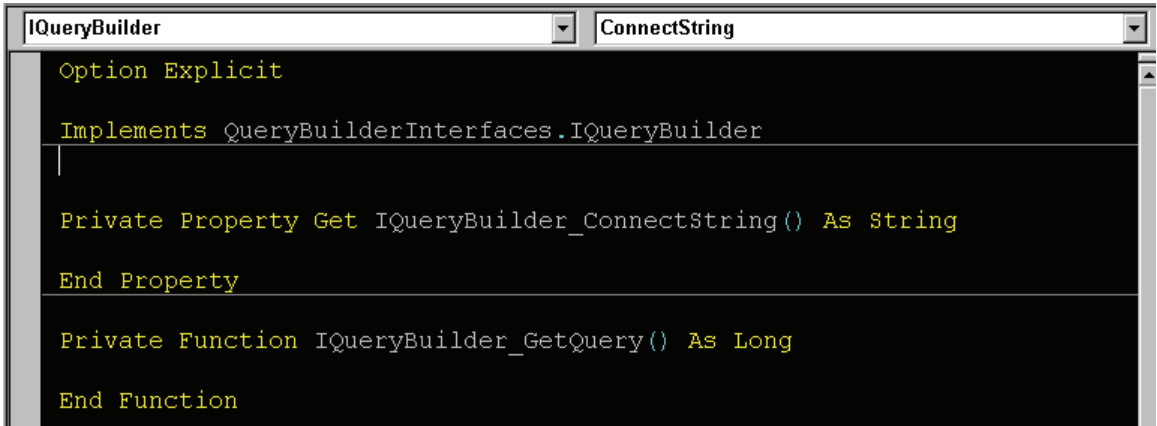 IQueryBuilder ConnectString
Option Explicit
Implements QueryBuilderInterfaces.IQueryBuilder
Private Property Get IQueryBuilder_ConnectString() As String
End Property
Private Function IQueryBuilder_GetQuery() As Long
End Function